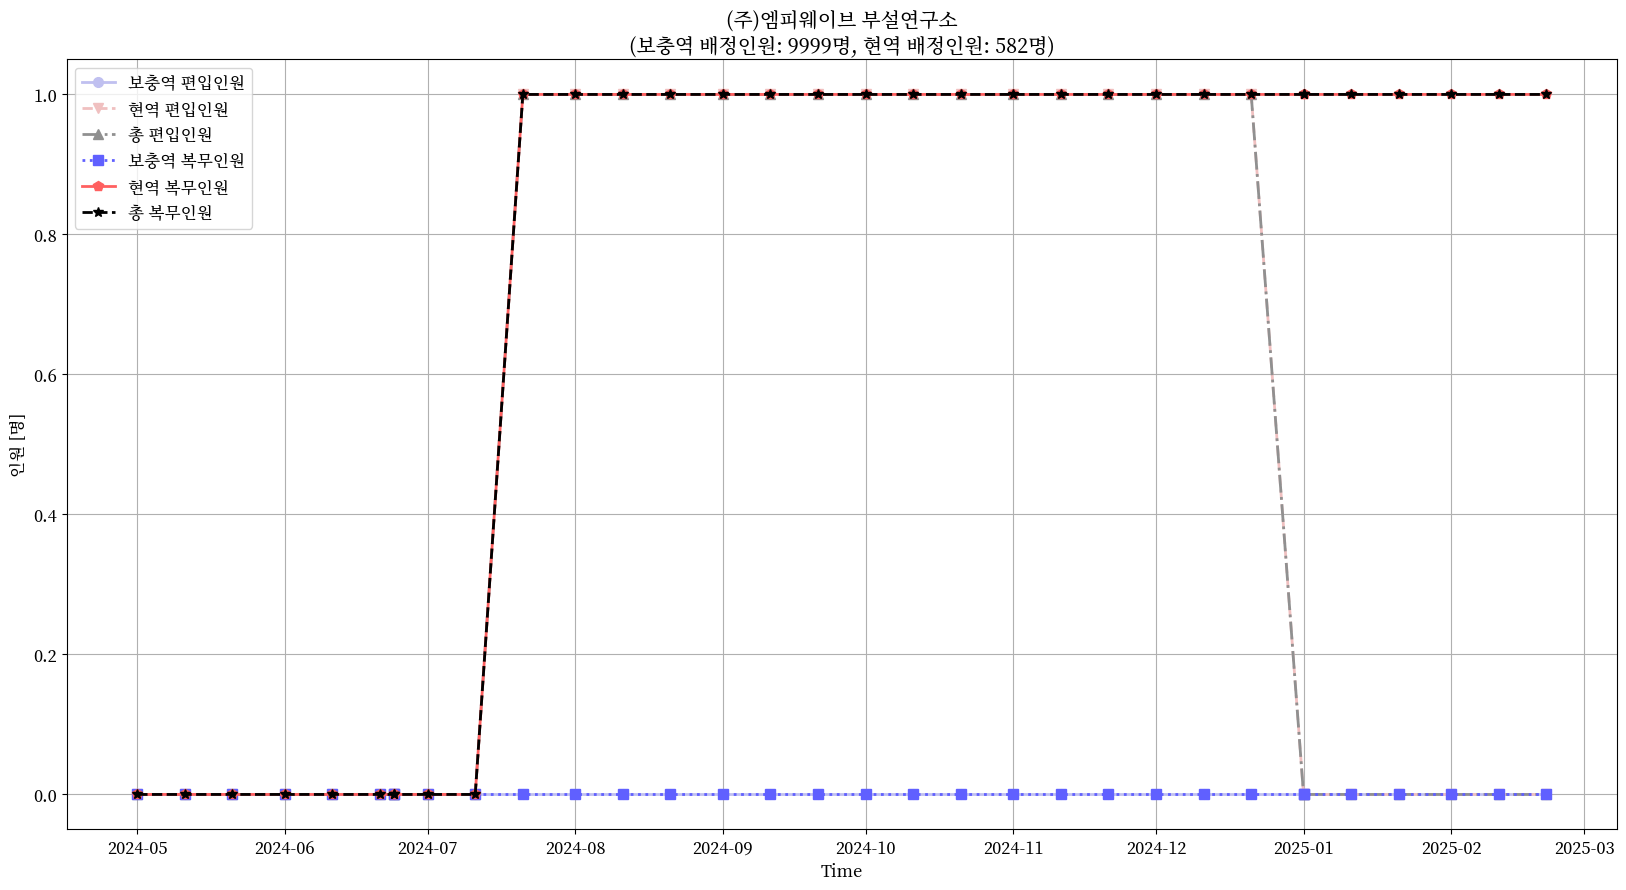 (주)엠피웨이브 부설연구소
(보충역 배정인원: 9999명, 현역 배정인원: 582명)
보충역 편입인원
현역 편입인원
총 편입인원
보충역 복무인원
현역 복무인원
총 복무인원
1.0
0.8
0.6
0.4
0.2
0.0
인원 [명]
2024-05 2024-06 2024-07 2024-08 2024-09 2024-10 2024-11 2024-12 2025-01 2025-02 2025-03
Time